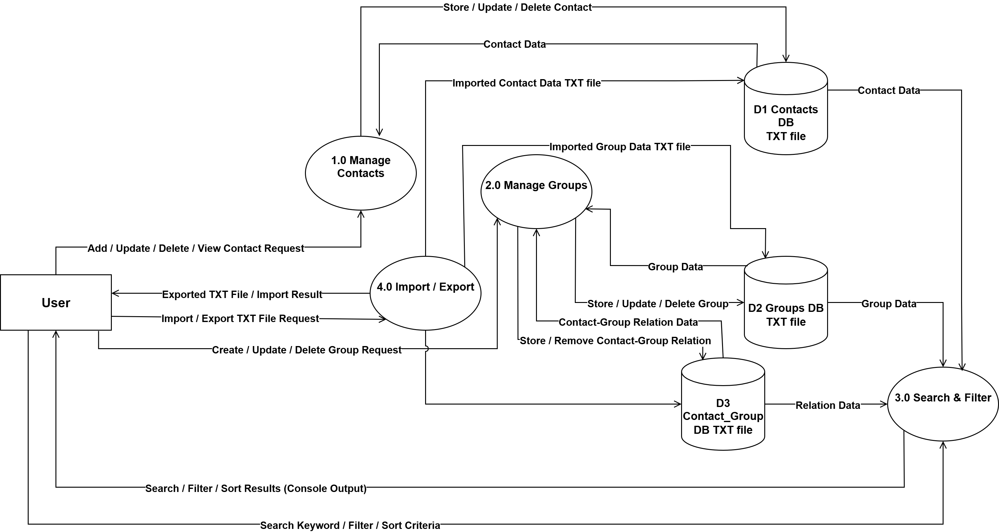 Store / Update / Delete Contact
Contact Data
Imported Contact Data TXT file
Contact Data
D1 Contacts
DB
TXT file
Imported Group Data TXT file
1.0 Manage
Contacts
2.0 Manage Groups
Add / Update / Delete / View Contact Request
Group Data
4.0 Import / Export
Exported TXT File / Import Result
User
Store / Update / Delete Group
D2 Groups DB
TXT file
Group Data
Import / Export TXT File Request
Contact-Group Relation Data
Store / Remove Contact-Group Relation
Create / Update / Delete Group Request
3.0 Search & Filter
D3
Contact_Group
DB TXT file
Relation Data
Search / Filter / Sort Results (Console Output)
Search Keyword / Filter / Sort Criteria